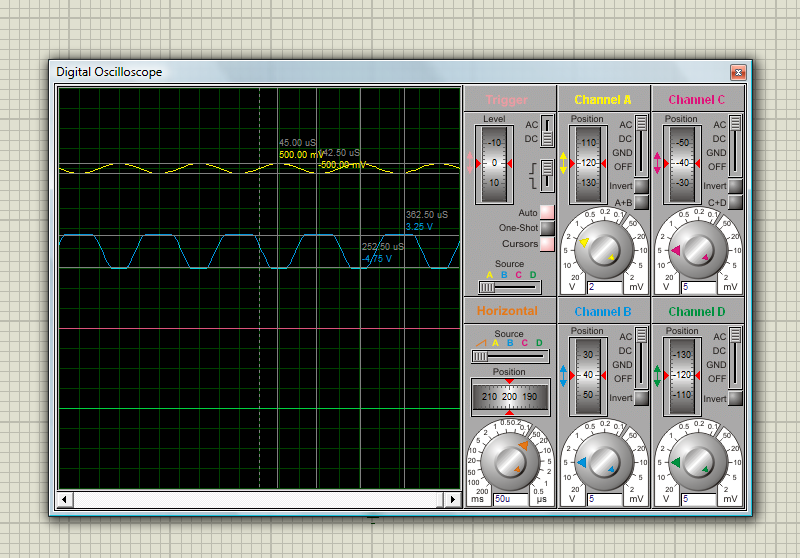 Digital Oscilloscope
45.00 uS
500.00 mV
142.50 uS
-500.00 mV
362.50 uS
3.25 V
252.50 uS
-4.75 V
Trigger
Level
-10
0
10
AC
DC
Auto
One-Shot
Cursors
Source
A B C D
Channel A
Position
110
120
130
AC
DC
GND
OFF
Invert
A+B
2 1 0.5 0.2 0.1 50 20 10 5 2
5 10 20
V 2 mV
Channel C
Position
-50
-40
-30
AC
DC
GND
OFF
Invert
C+D
2 1 0.5 0.2 0.1 50 20 10 5 2
5 10 20
V 5 mV
Horizontal
Source
A B C D
Position
210 200 190
200 100 50 20 10 5 2 1 0.5 0.2 0.1 50 20 10 5 2 1 0.5
ms 50u µs
Channel B
Position
30
40
50
AC
DC
GND
OFF
Invert
2 1 0.5 0.2 0.1 50 20 10 5 2
5 10 20
V 5 mV
Channel D
Position
-130
-120
-110
AC
DC
GND
OFF
Invert
2 1 0.5 0.2 0.1 50 20 10 5 2
5 10 20
V 5 mV